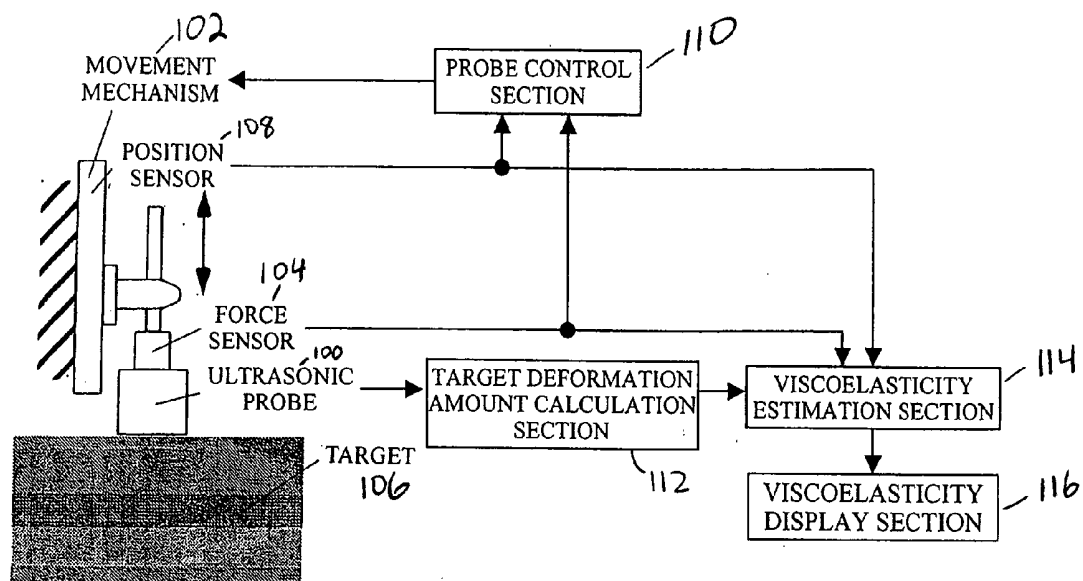 102
MOVEMENT
MECHANISM
110
PROBE CONTROL
SECTION
108
POSITION
SENSOR
104
FORCE
SENSOR
100
ULTRASONIC
PROBE
TARGET DEFORMATION
AMOUNT CALCULATION
SECTION
112
VISCOELASTICITY
ESTIMATION SECTION
114
TARGET
106
VISCOELASTICITY
DISPLAY SECTION
116